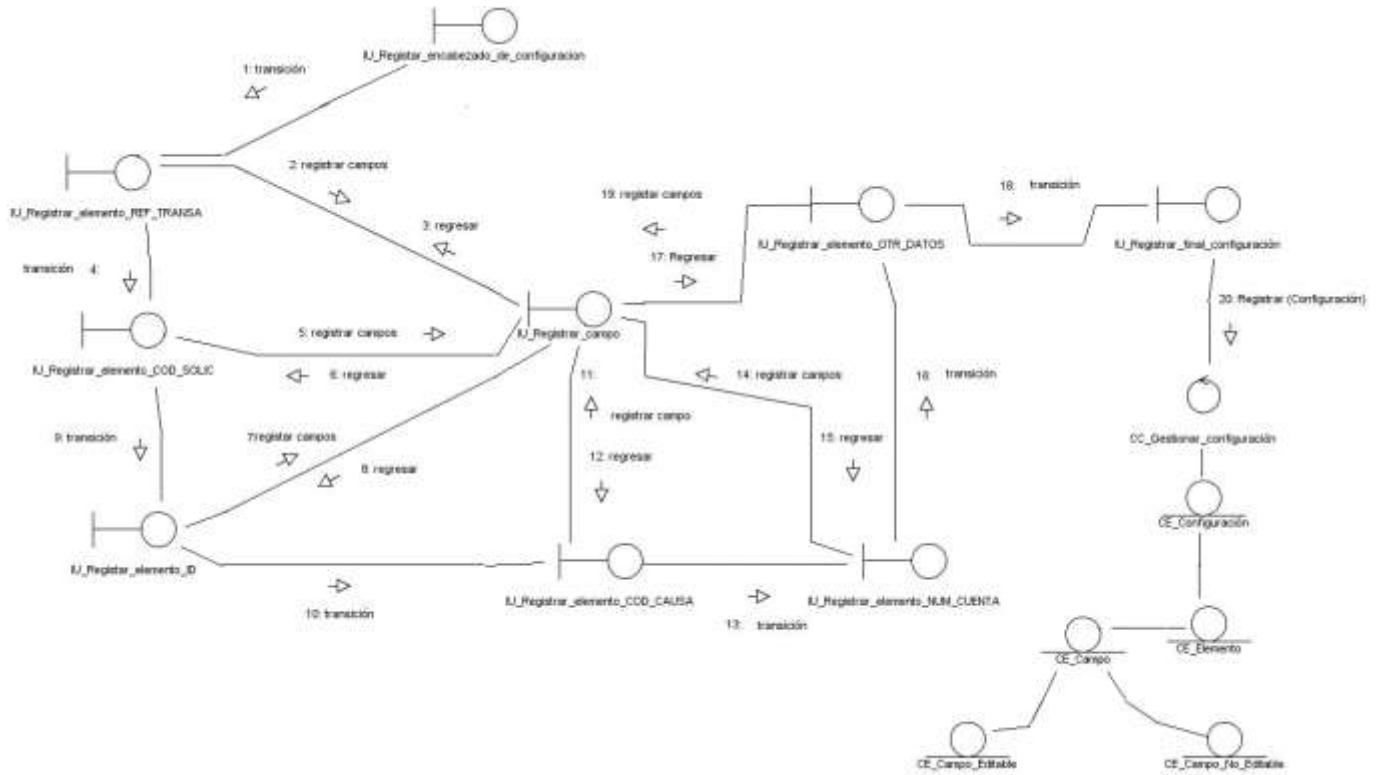 IU_Registar_encabezado_de_configuracion
1: transición
2: registrar campos
3: regresar
IU_Registrar_elemento_REF_TRANSA
19: registar campos
17: Regresar
IU_Registrar_elemento_OTR_DATOS
18: transición
IU_Registrar_final_configuración
transición 4:
20: Registrar (Configuración)
5: registrar campos
IU_Registrar_campo
IU_Registrar_elemento_COD_SOLIC
6: regresar
11:
registrar campo
14: registrar campos
16: transición
CC_Gestionar_configuración
9: transición
7:registar campos
8: regresar
12: regresar
15: regresar
CE_Configuración
IU_Registar_elemento_ID
10: transición
IU_Registrar_elemento_COD_CAUSA
13: transición
IU_Registrar_elemento_NUM_CUENTA
CE_Campo
CE_Elemento
CE_Campo_Editable
CE_Campo_No_Editable